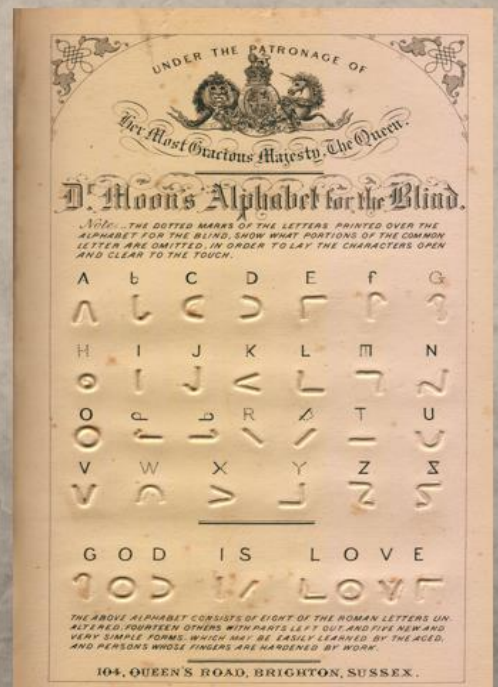 UNDER THE PATRONAGE OF
Her Most Gracious Majesty, The Queen.
Dr Moon's Alphabet for the Blind.
Note... THE DOTTED MARKS OF THE LETTERS PRINTED OVER THE
ALPHABET FOR THE BLIND, SHOW WHAT PORTIONS OF THE COMMON
LETTER ARE OMITTED, IN ORDER TO LAY THE CHARACTERS OPEN
AND CLEAR TO THE TOUCH.
A b C D E f G
H I J K L m N
O P R T U
V W X Y Z
GOD IS LOVE
THE ABOVE ALPHABET CONSISTS OF EIGHT OF THE ROMAN LETTERS UN-
ALTERED, FOURTEEN OTHERS WITH PARTS LEFT OUT, AND FIVE NEW AND
VERY SIMPLE FORMS. WHICH MAY BE EASILY LEARNED BY THE AGED,
AND PERSONS WHOSE FINGERS ARE HARDENED BY WORK.
104, QUEEN'S ROAD, BRIGHTON, SUSSEX.